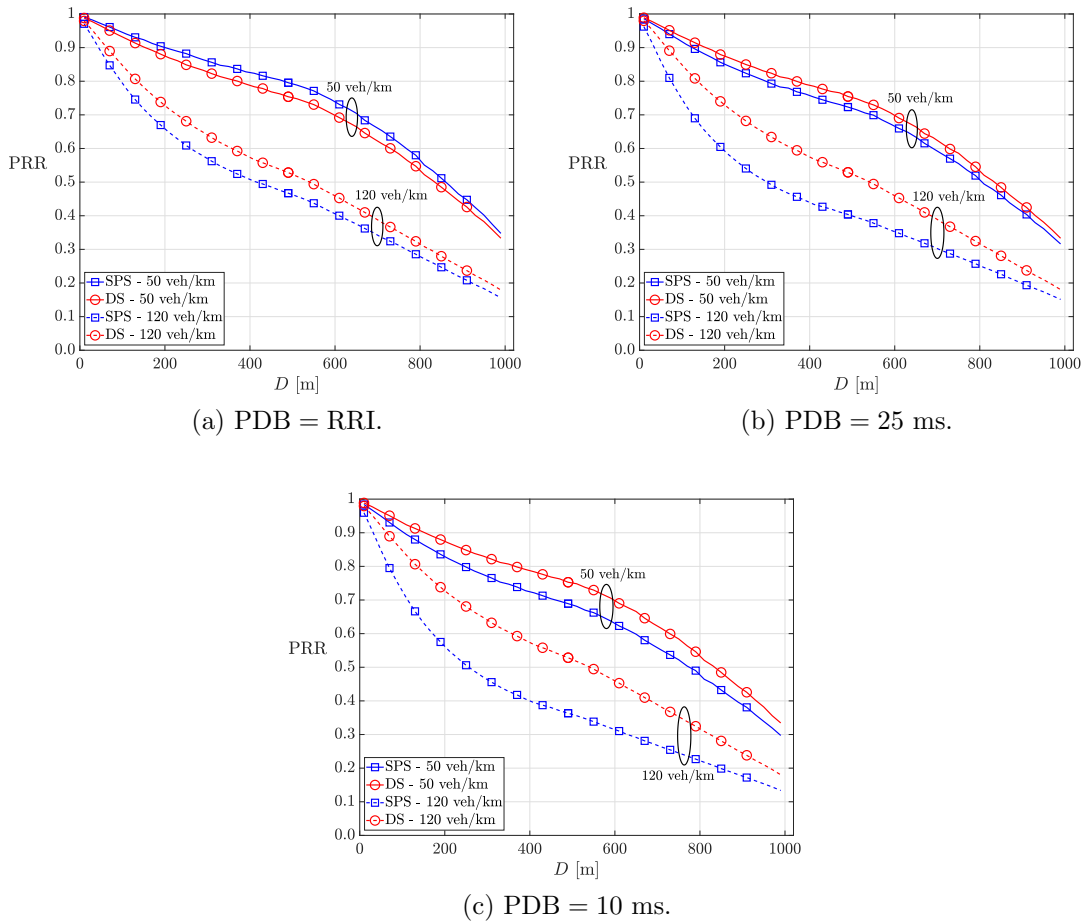 1
0.9
0.8
0.7
0.6
0.5
0.4
0.3
0.2
0.1
0.0
PRR
50 veh/km
120 veh/km
SPS - 50 veh/km
DS - 50 veh/km
SPS - 120 veh/km
DS - 120 veh/km
0 200 400 600 800 1000
D [m]
(a) PDB = RRI.
1
0.9
0.8
0.7
0.6
0.5
0.4
0.3
0.2
0.1
0.0
PRR
50 veh/km
120 veh/km
SPS - 50 veh/km
DS - 50 veh/km
SPS - 120 veh/km
DS - 120 veh/km
0 200 400 600 800 1000
D [m]
(b) PDB = 25 ms.
1
0.9
0.8
0.7
0.6
0.5
0.4
0.3
0.2
0.1
0.0
PRR
50 veh/km
120 veh/km
SPS - 50 veh/km
DS - 50 veh/km
SPS - 120 veh/km
DS - 120 veh/km
0 200 400 600 800 1000
D [m]
(c) PDB = 10 ms.